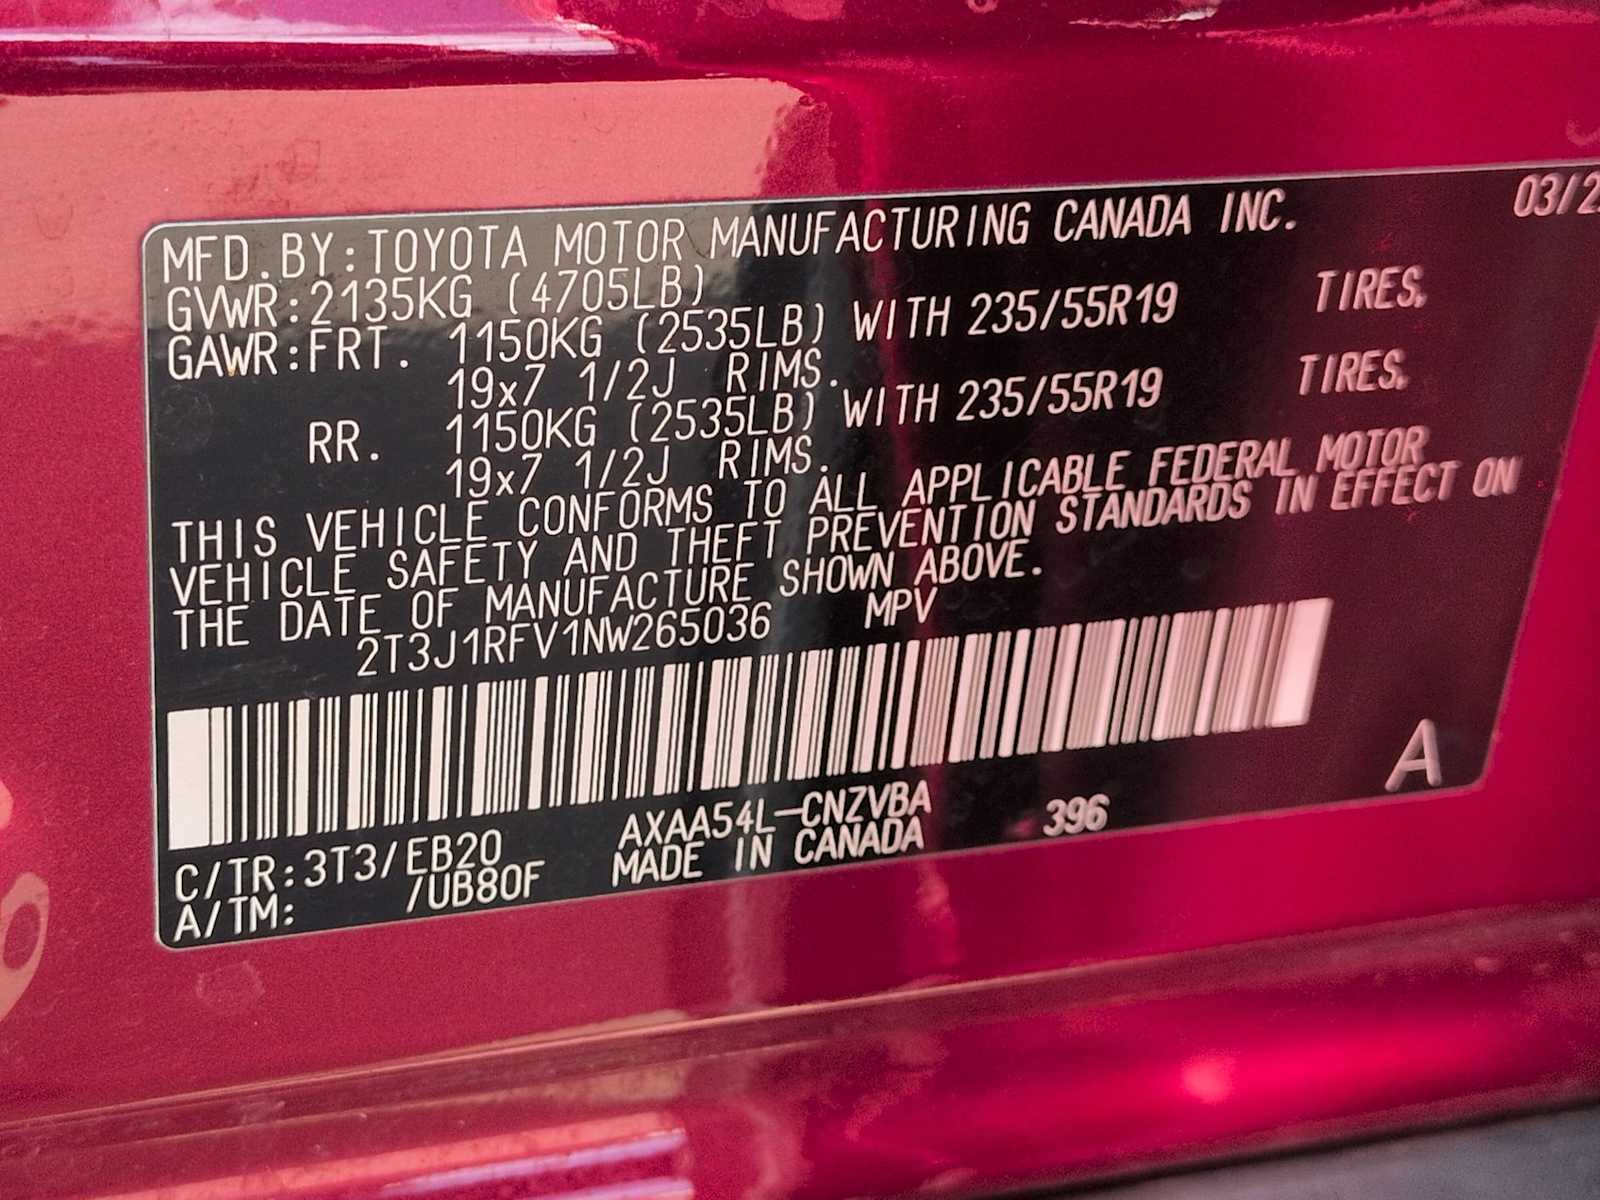 MFD.BY:TOYOTA MOTOR MANUFACTURING CANADA INC. 03/2
GVWR:2135KG (4705LB)
GAWR:FRT. 1150KG (2535LB) WITH 235/55R19 TIRES,
19x7 1/2J RIMS.
RR. 1150KG (2535LB) WITH 235/55R19 TIRES,
19x7 1/2J RIMS.
THIS VEHICLE CONFORMS TO ALL APPLICABLE FEDERAL MOTOR
VEHICLE SAFETY AND THEFT PREVENTION STANDARDS IN EFFECT ON
THE DATE OF MANUFACTURE SHOWN ABOVE.
2T3J1RFV1NW265036 MPV
A
C/TR:3T3/EB20 AXAA54L-CNZVBA 396
A/TM: /UB80F MADE IN CANADA